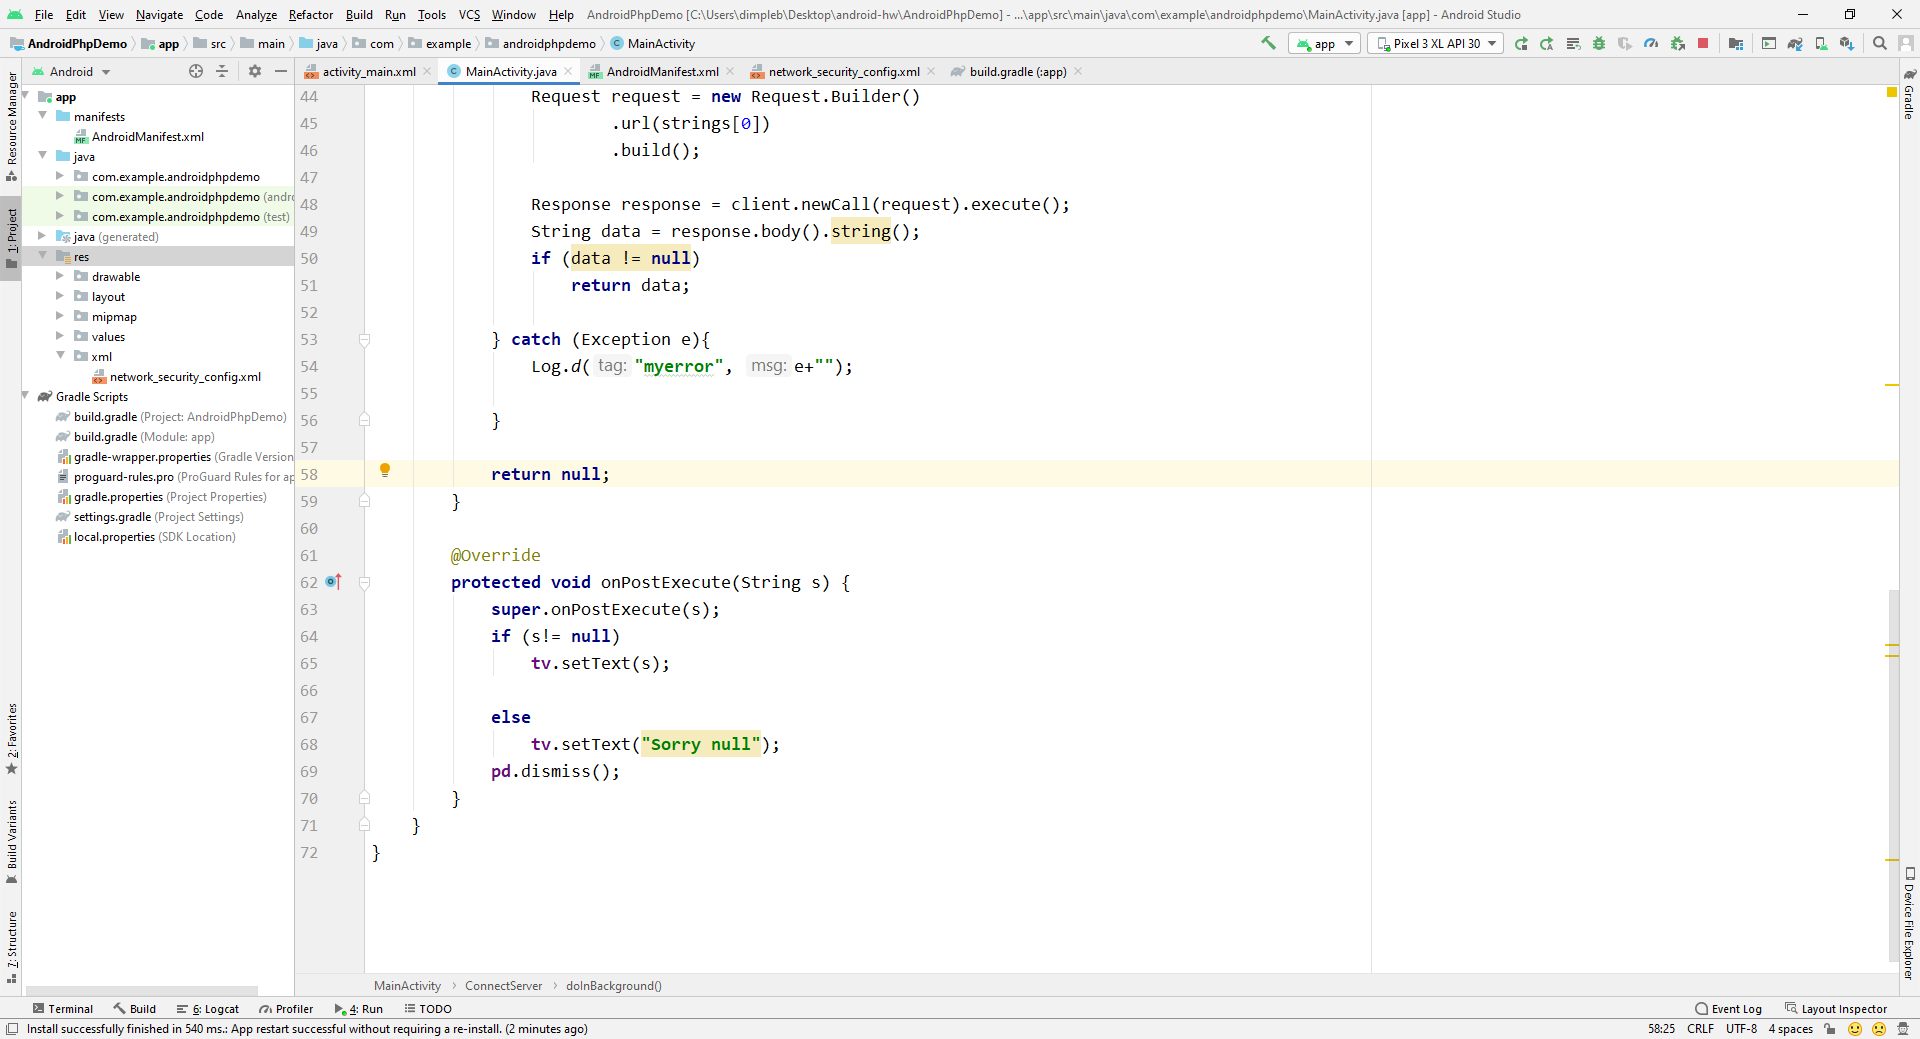 File Edit View Navigate Code Analyze Refactor Build Run Tools VCS Window Help AndroidPhpDemo [C:\Users\dimpleb\Desktop\android-hw\AndroidPhpDemo] - ...\app\src\main\java\com\example\androidphpdemo\MainActivity.java [app] - Android Studio
AndroidPhpDemo app src main java com example androidphpdemo MainActivity app Pixel 3 XL API 30
Android activity_main.xml MainActivity.java AndroidManifest.xml network_security_config.xml build.gradle (:app)
Resource Manager
1: Project
2: Favorites
Build Variants
7: Structure
app
manifests
AndroidManifest.xml
java
com.example.androidphpdemo
com.example.androidphpdemo (andro
com.example.androidphpdemo (test)
java (generated)
res
drawable
layout
mipmap
values
xml
network_security_config.xml
Gradle Scripts
build.gradle (Project: AndroidPhpDemo)
build.gradle (Module: app)
gradle-wrapper.properties (Gradle Version
proguard-rules.pro (ProGuard Rules for ap
gradle.properties (Project Properties)
settings.gradle (Project Settings)
local.properties (SDK Location)
44 Request request = new Request.Builder()
45 .url(strings[0])
46 .build();
47
48 Response response = client.newCall(request).execute();
49 String data = response.body().string();
50 if (data != null)
51 return data;
52
53 } catch (Exception e){
54 Log.d( tag: "myerror", msg: e+"");
55
56 }
57
58 return null;
59 }
60
61 @Override
62 protected void onPostExecute(String s) {
63 super.onPostExecute(s);
64 if (s!= null)
65 tv.setText(s);
66
67 else
68 tv.setText("Sorry null");
69 pd.dismiss();
70 }
71 }
72 }
Gradle
Device File Explorer
MainActivity › ConnectServer › doInBackground()
Terminal Build 6: Logcat Profiler 4: Run TODO Event Log Layout Inspector
Install successfully finished in 540 ms.: App restart successful without requiring a re-install. (2 minutes ago) 58:25 CRLF UTF-8 4 spaces